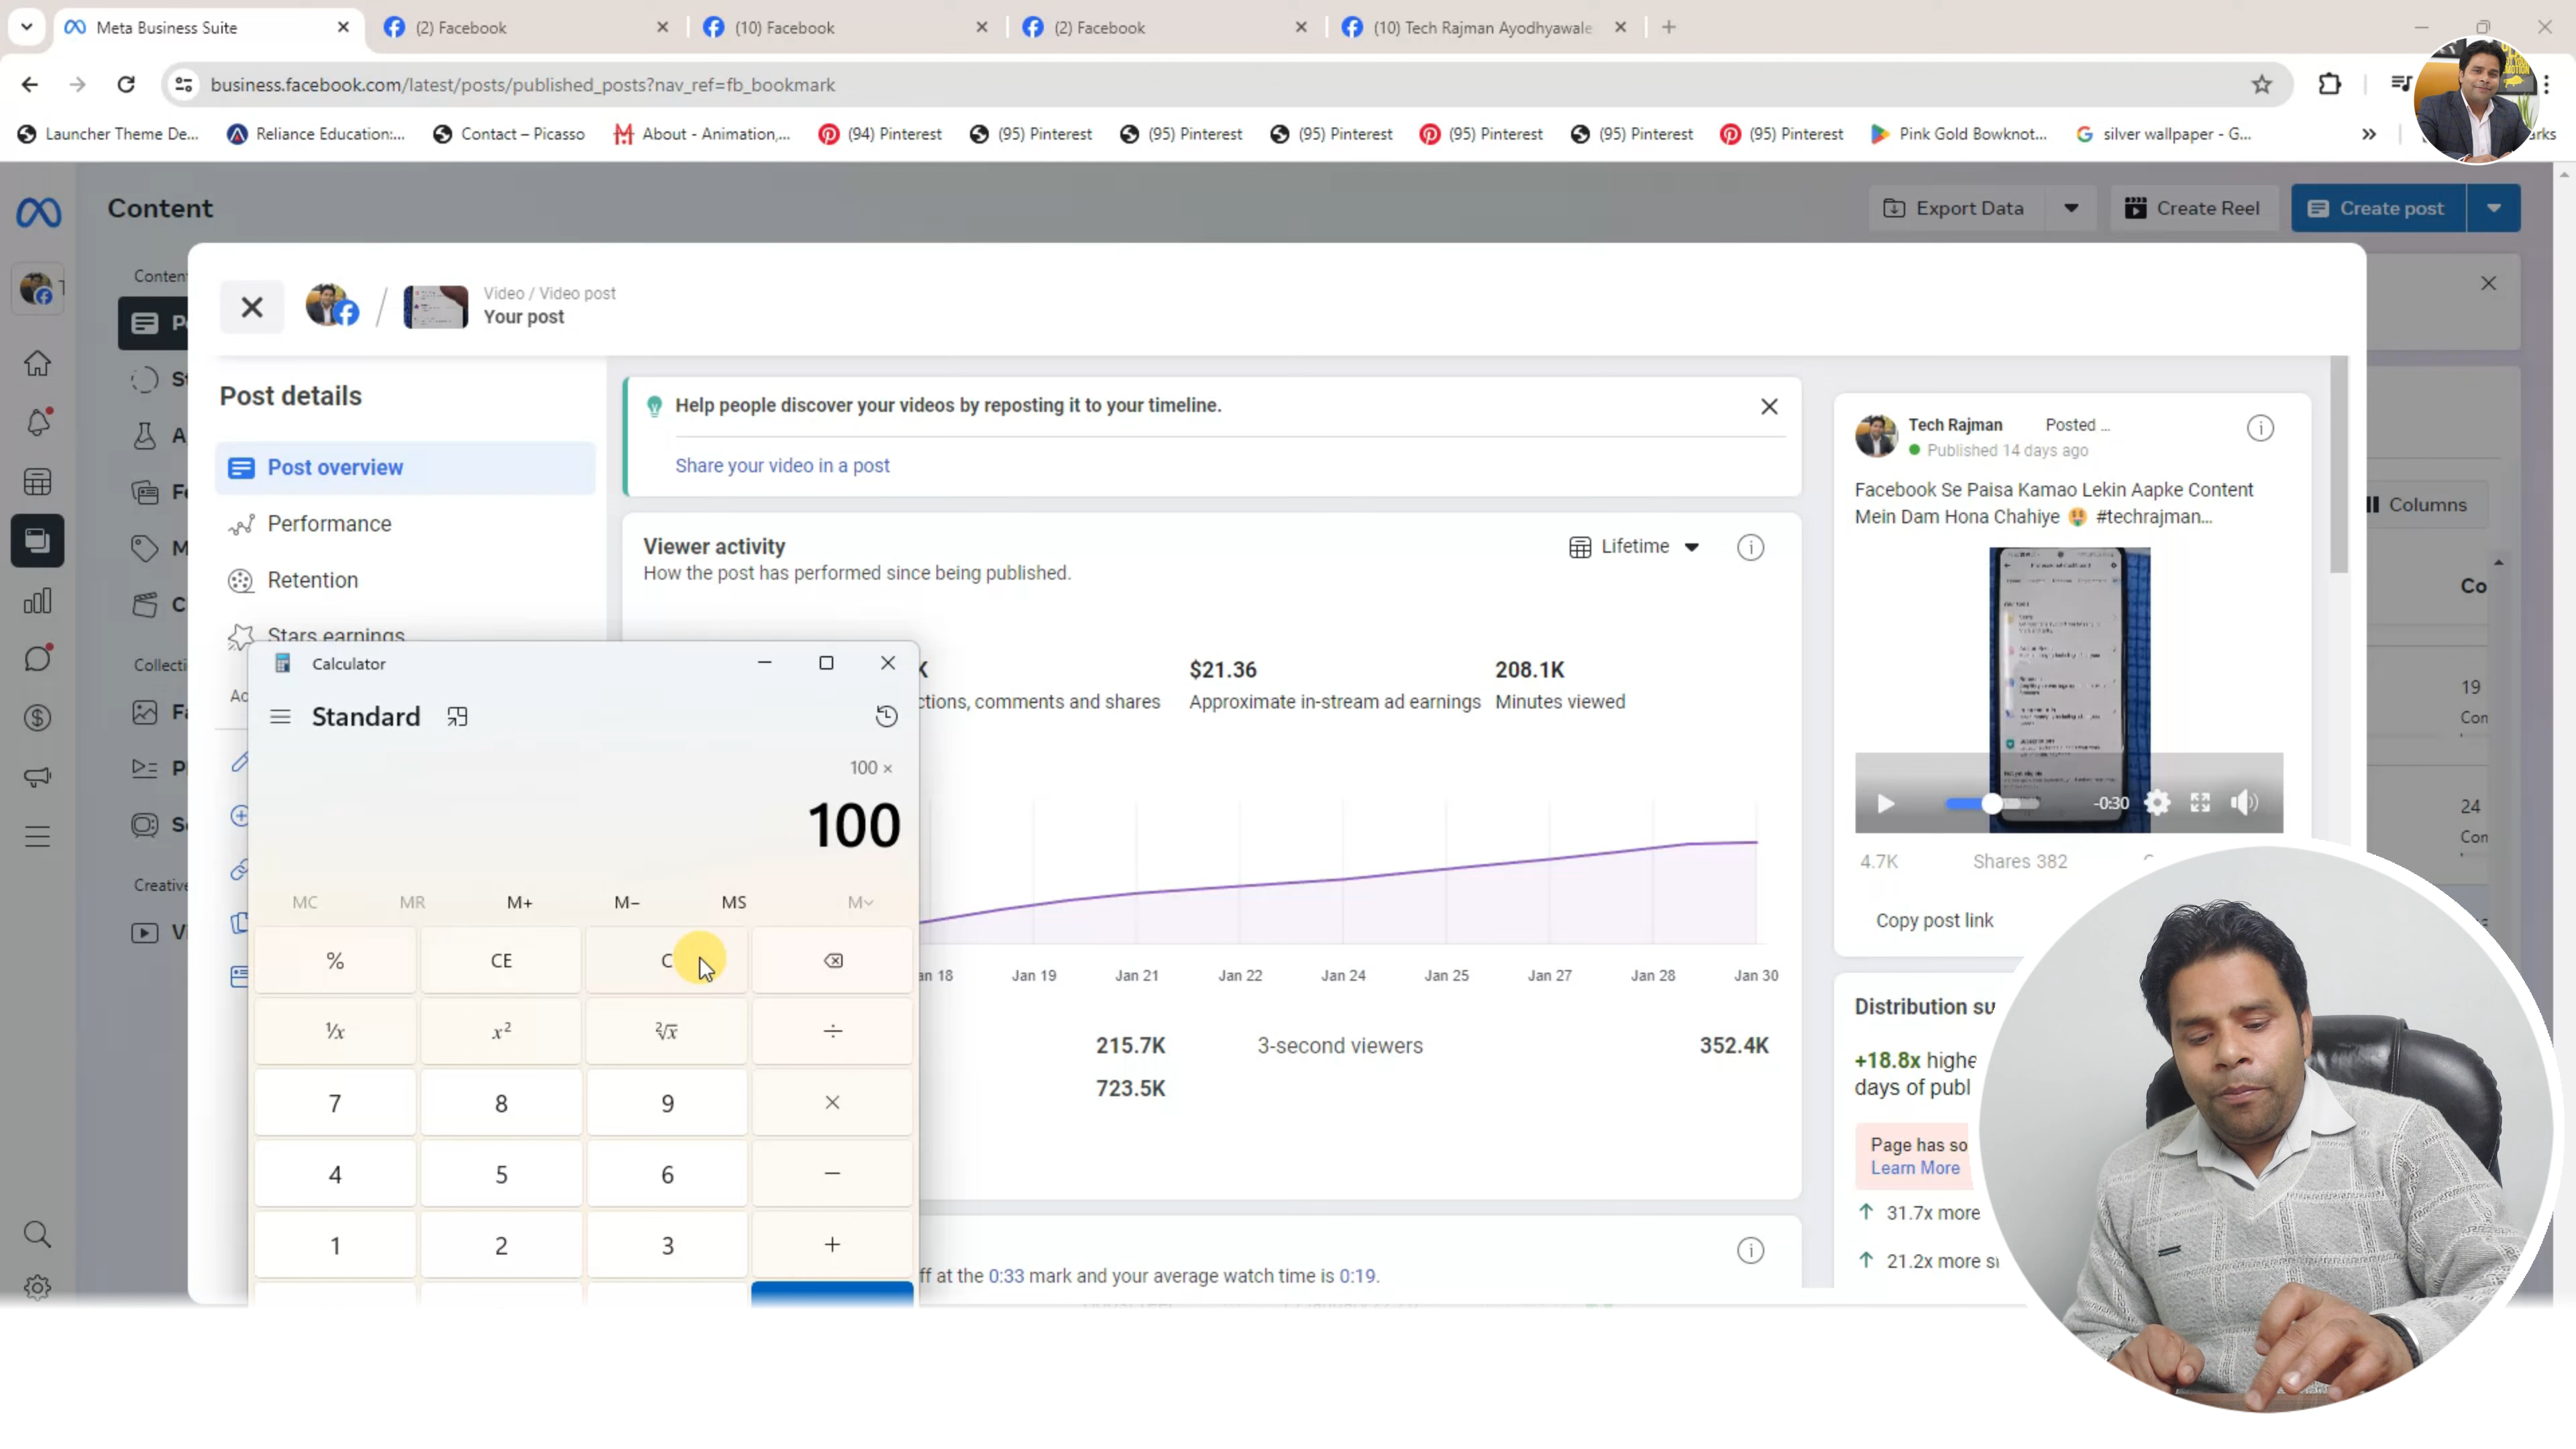 Meta Business Suite
(2) Facebook
(10) Facebook
(2) Facebook
(10) Tech Rajman Ayodhyawale
business.facebook.com/latest/posts/published_posts?nav_ref=fb_bookmark
Launcher Theme De...
Reliance Education:...
Contact – Picasso
About - Animation,...
(94) Pinterest
(95) Pinterest
(95) Pinterest
(95) Pinterest
(95) Pinterest
(95) Pinterest
(95) Pinterest
Pink Gold Bowknot...
silver wallpaper - G...
Content
Export Data
Create Reel
Create post
Video / Video post
Your post
Post details
Post overview
Performance
Retention
Stars earnings
Help people discover your videos by reposting it to your timeline.
Share your video in a post
Viewer activity
How the post has performed since being published.
Lifetime
K
ctions, comments and shares
$21.36
Approximate in-stream ad earnings
208.1K
Minutes viewed
an 18
Jan 19
Jan 21
Jan 22
Jan 24
Jan 25
Jan 27
Jan 28
Jan 30
215.7K
3-second viewers
352.4K
723.5K
ff at the 0:33 mark and your average watch time is 0:19.
Calculator
Standard
100 ×
100
MC
MR
M+
M−
MS
M
%
CE
C
1/x
x²
²√x
÷
7
8
9
×
4
5
6
−
1
2
3
+
Tech Rajman
Posted ...
Published 14 days ago
Facebook Se Paisa Kamao Lekin Aapke Content
Mein Dam Hona Chahiye 🤑 #techrajman...
-0:30
4.7K
Shares 382
Copy post link
Distribution su
+18.8x highe
days of publ
Page has so
Learn More
31.7x more
21.2x more s
Columns
Co
19
Con
24
Con